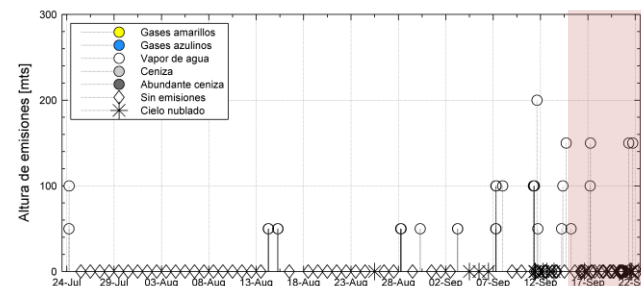 300
200
100
0
Altura de emisiones [mts]
Gases amarillos
Gases azulinos
Vapor de agua
Ceniza
Abundante ceniza
Sin emisiones
Cielo nublado
24-Jul 29-Jul 03-Aug 08-Aug 13-Aug 18-Aug 23-Aug 28-Aug 02-Sep 07-Sep 12-Sep 17-Sep 22-Sep